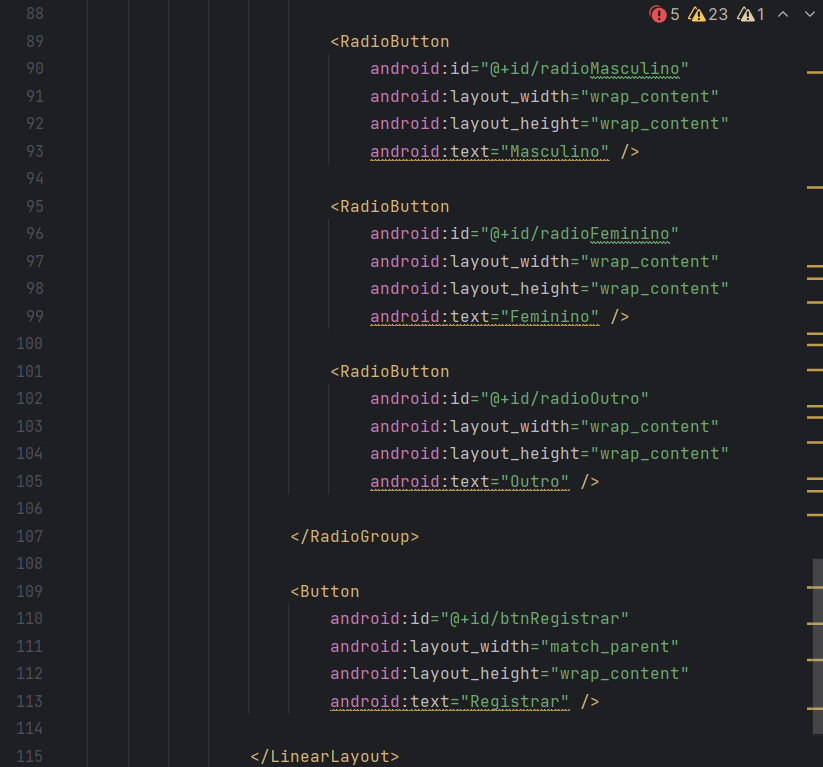 5 23 1
88
89 <RadioButton
90 android:id="@+id/radioMasculino"
91 android:layout_width="wrap_content"
92 android:layout_height="wrap_content"
93 android:text="Masculino" />
94
95 <RadioButton
96 android:id="@+id/radioFeminino"
97 android:layout_width="wrap_content"
98 android:layout_height="wrap_content"
99 android:text="Feminino" />
100
101 <RadioButton
102 android:id="@+id/radioOutro"
103 android:layout_width="wrap_content"
104 android:layout_height="wrap_content"
105 android:text="Outro" />
106
107 </RadioGroup>
108
109 <Button
110 android:id="@+id/btnRegistrar"
111 android:layout_width="match_parent"
112 android:layout_height="wrap_content"
113 android:text="Registrar" />
114
115 </LinearLayout>